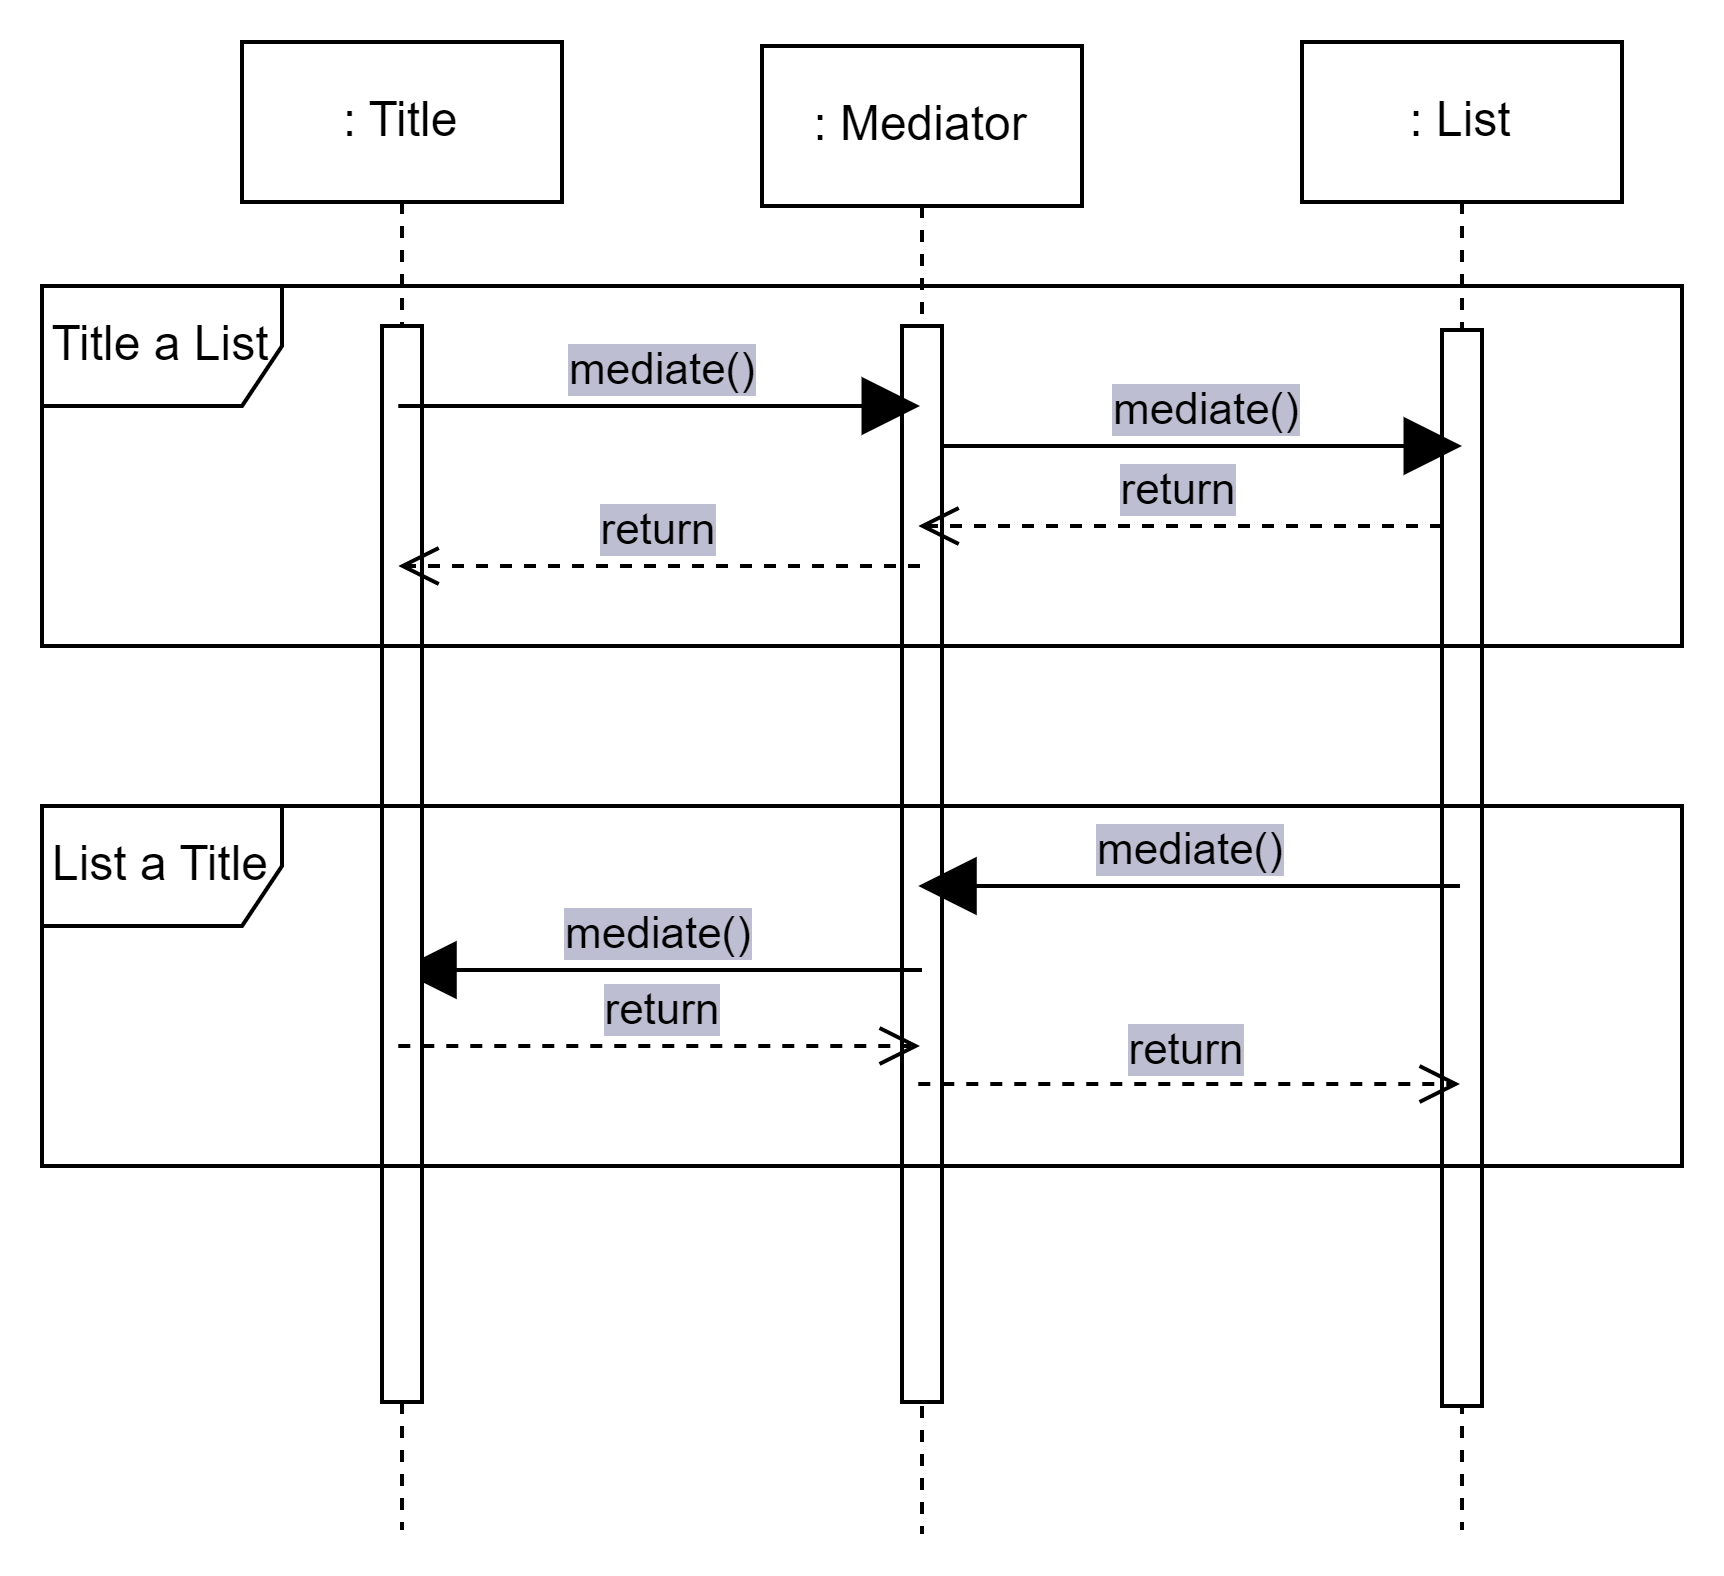 : Title
: Mediator
: List
Title a List
mediate()
mediate()
return
return
List a Title
mediate()
mediate()
return
return